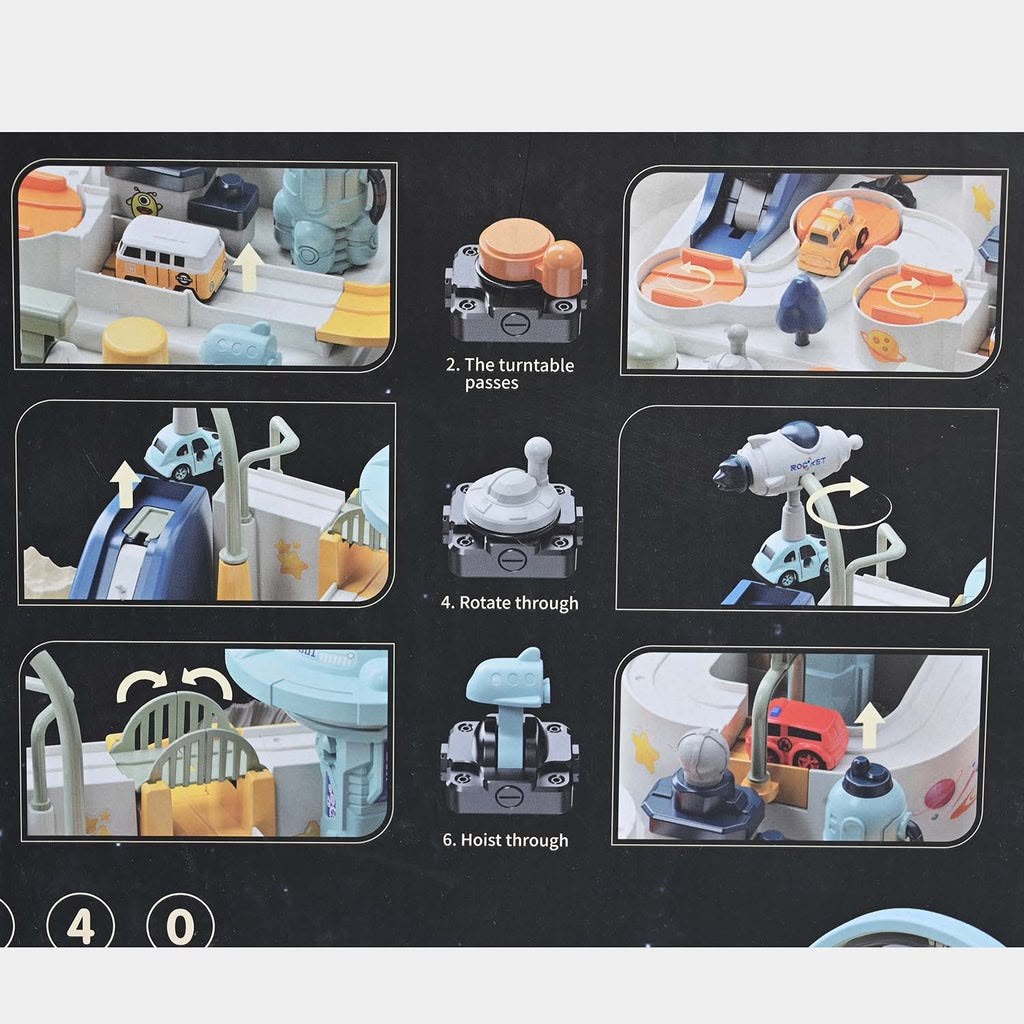 2. The turntable
passes
ROCKET
4. Rotate through
6. Hoist through
4 0